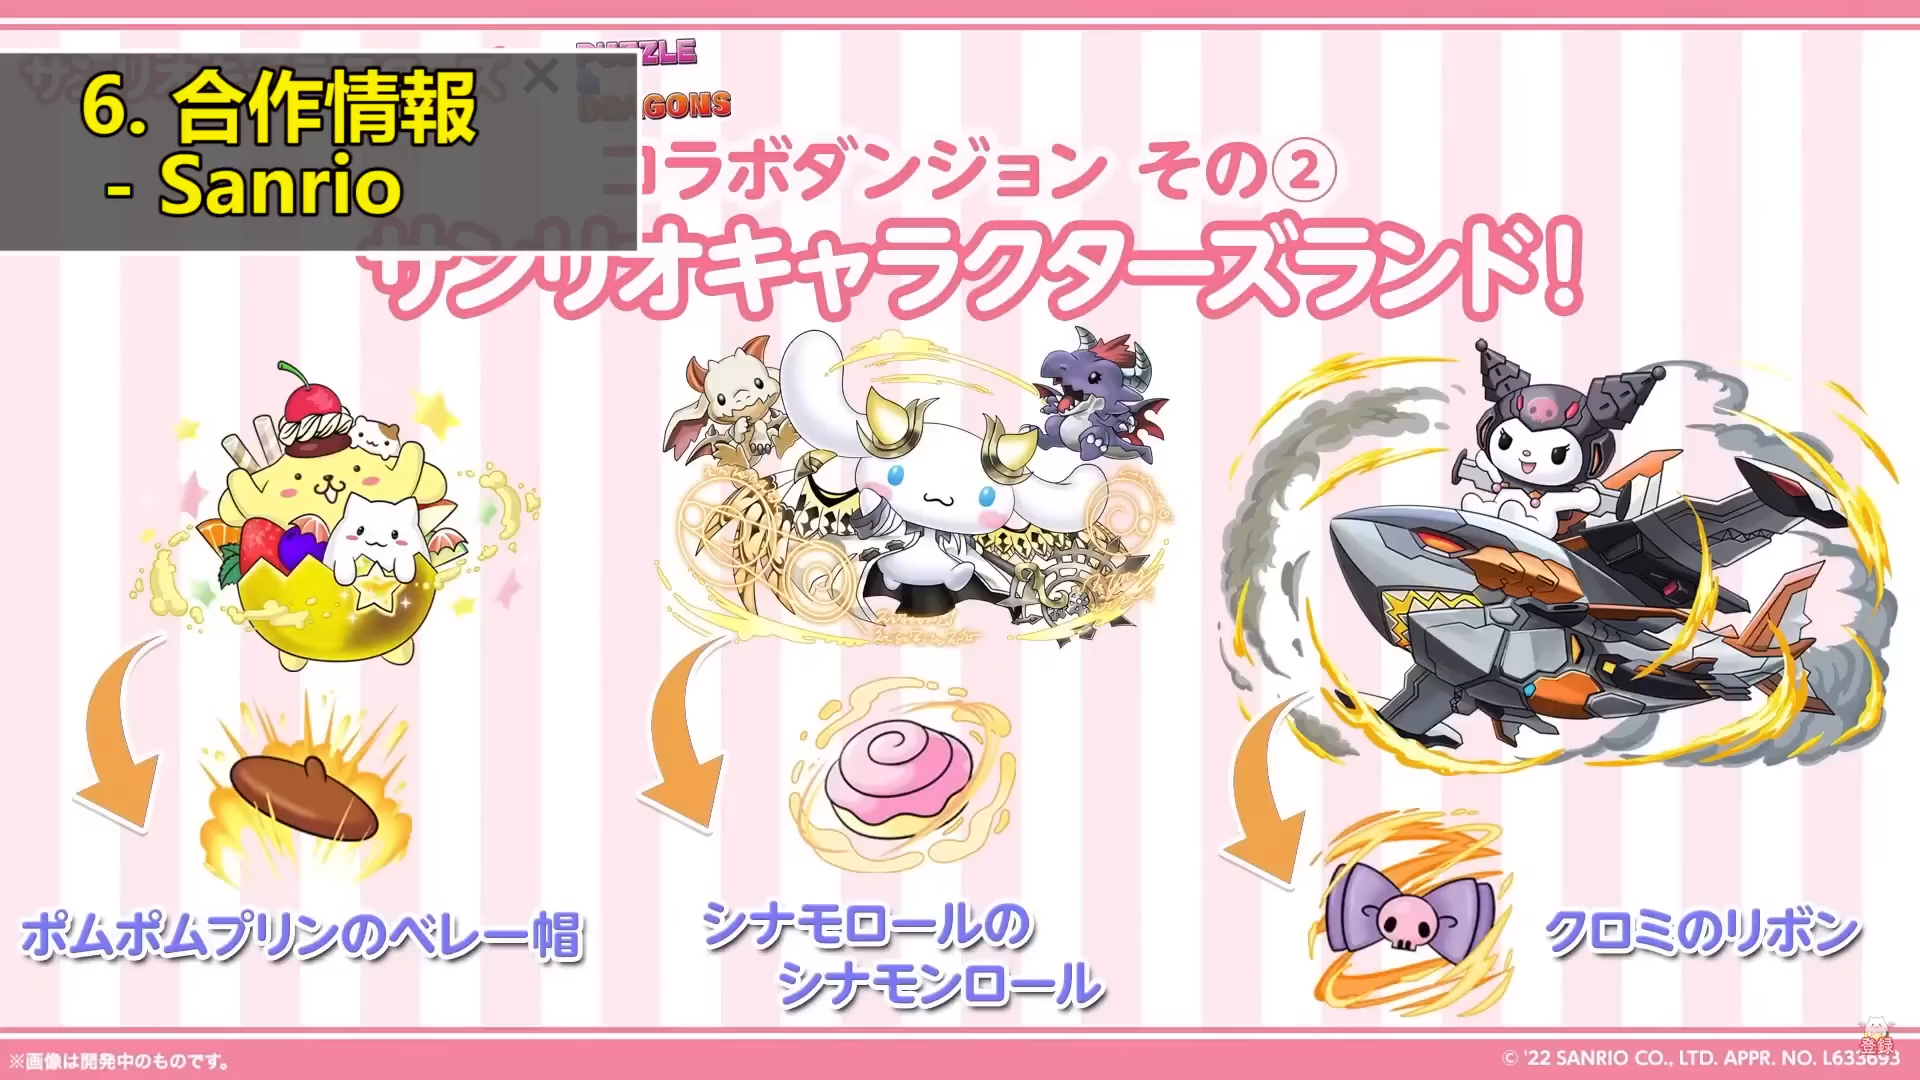 6. 合作情報
- Sanrio
×
コラボダンジョン その②
サンリオキャラクターズランド!
ポムポムプリンのベレー帽
シナモロールの
シナモンロール
クロミのリボン
※画像は開発中のものです。
© '22 SANRIO CO., LTD. APPR. NO. L633693
登録